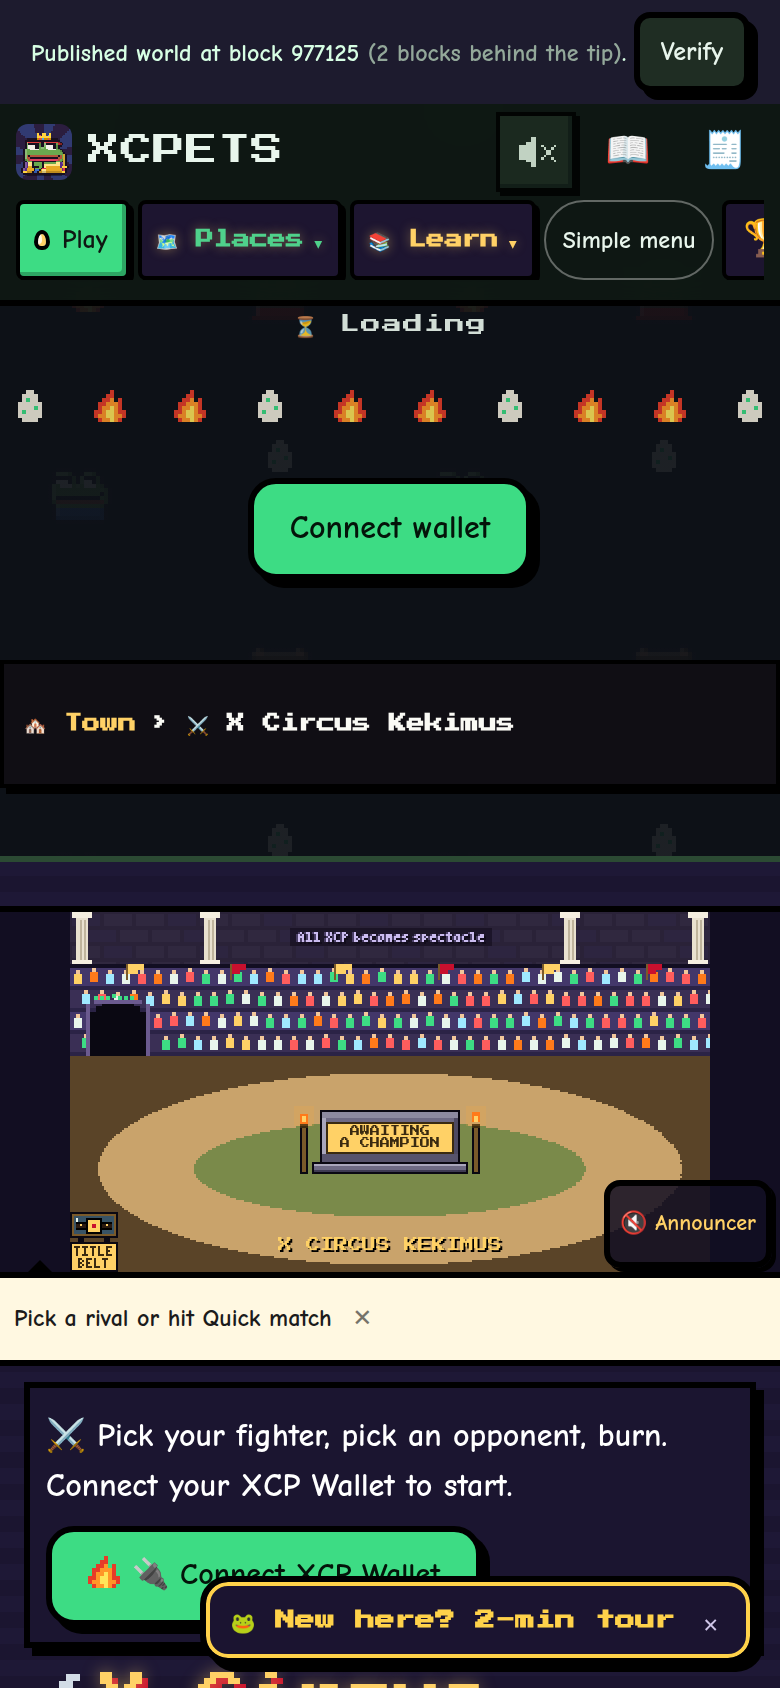 Published world at block 977125 (2 blocks behind the tip).
Verify
XCPETS
Play
Places
Learn
Simple menu
Loading
Connect wallet
Town › X Circus Kekimus
All XCP becomes spectacle
AWAITING
A CHAMPION
TITLE
BELT
X CIRCUS KEKIMUS
Announcer
Pick a rival or hit Quick match ×
Pick your fighter, pick an opponent, burn.
Connect your XCP Wallet to start.
Connect XCP Wallet
New here? 2-min tour ×